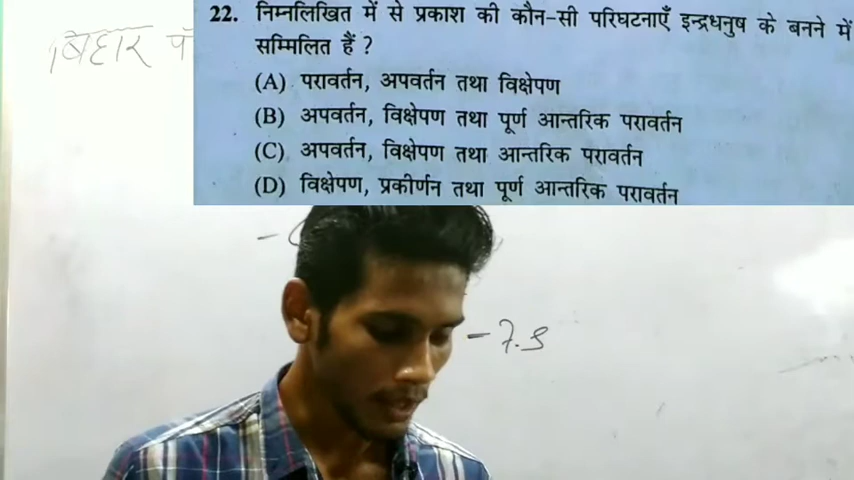 22. निम्नलिखित में से प्रकाश की कौन-सी परिघटनाएँ इन्द्रधनुष के बनने में
सम्मिलित हैं ?
(A) परावर्तन, अपवर्तन तथा विक्षेपण
(B) अपवर्तन, विक्षेपण तथा पूर्ण आन्तरिक परावर्तन
(C) अपवर्तन, विक्षेपण तथा आन्तरिक परावर्तन
(D) विक्षेपण, प्रकीर्णन तथा पूर्ण आन्तरिक परावर्तन
बिहार